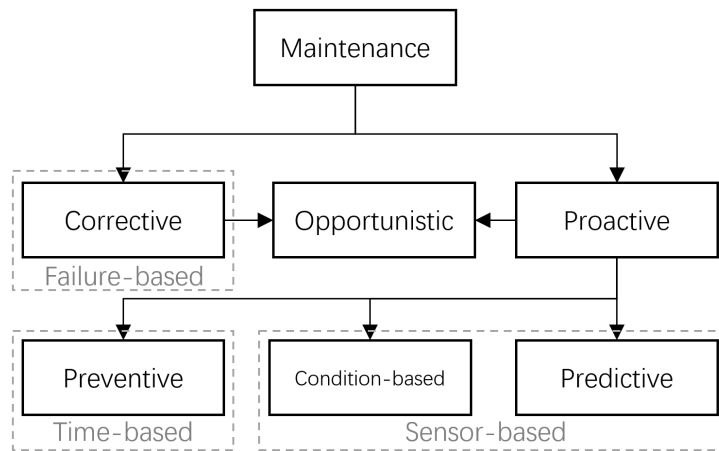 Maintenance
Corrective
Opportunistic
Proactive
Failure-based
Preventive
Condition-based
Predictive
Time-based
Sensor-based